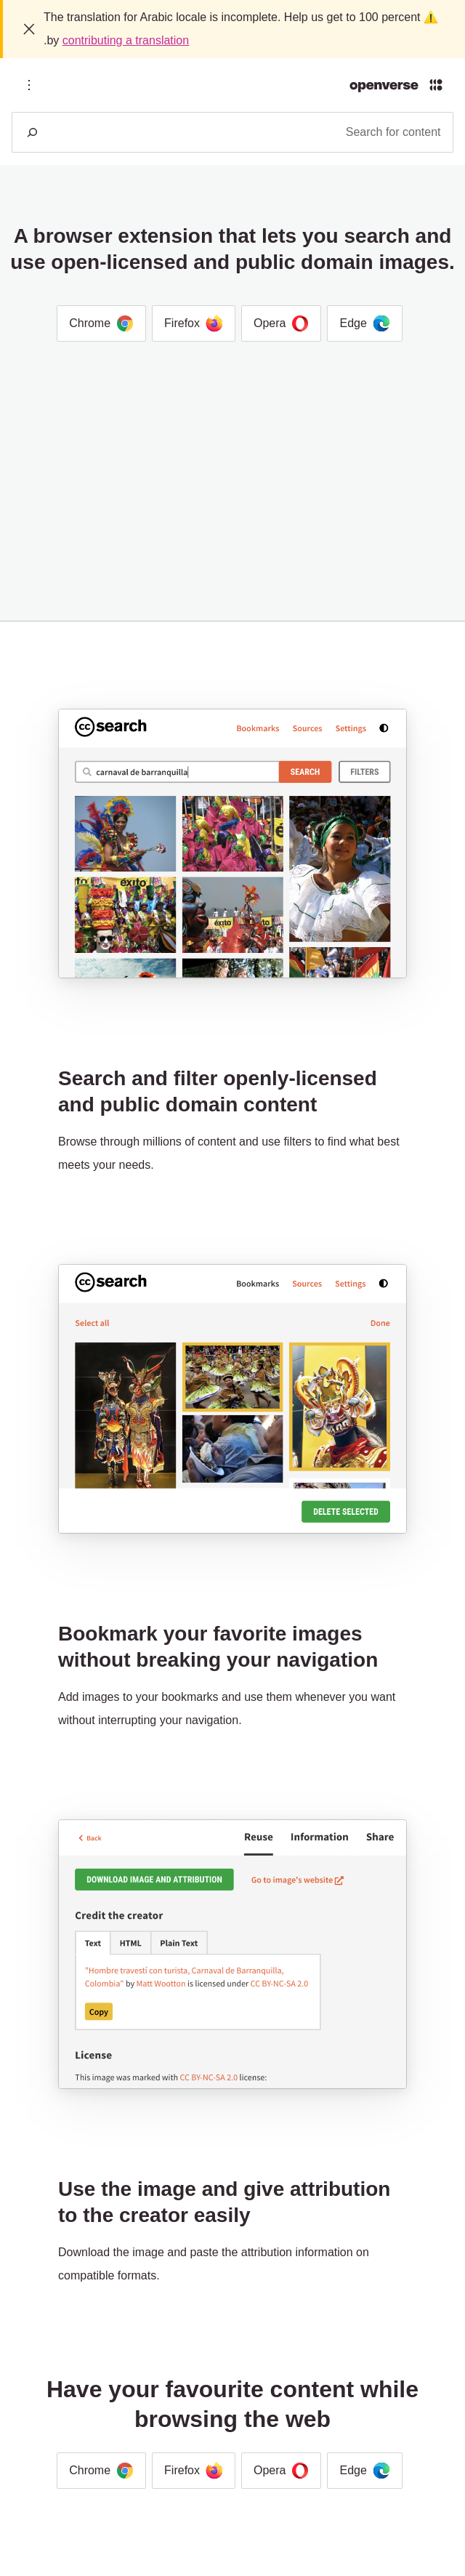 The translation for Arabic locale is incomplete. Help us get to 100 percent
.by contributing a translation
openverse
Search for content
A browser extension that lets you search and
use open-licensed and public domain images.
Chrome Firefox Opera Edge
cc search Bookmarks Sources Settings
carnaval de barranquilla SEARCH FILTERS
éxito
éxito
éxito
Search and filter openly-licensed
and public domain content
Browse through millions of content and use filters to find what best
meets your needs.
cc search Bookmarks Sources Settings
Select all Done
DELETE SELECTED
Bookmark your favorite images
without breaking your navigation
Add images to your bookmarks and use them whenever you want
without interrupting your navigation.
Back Reuse Information Share
DOWNLOAD IMAGE AND ATTRIBUTION Go to image's website
Credit the creator
Text HTML Plain Text
"Hombre travestí con turista, Carnaval de Barranquilla,
Colombia" by Matt Wootton is licensed under CC BY-NC-SA 2.0
Copy
License
This image was marked with CC BY-NC-SA 2.0 license:
Use the image and give attribution
to the creator easily
Download the image and paste the attribution information on
compatible formats.
Have your favourite content while
browsing the web
Chrome Firefox Opera Edge